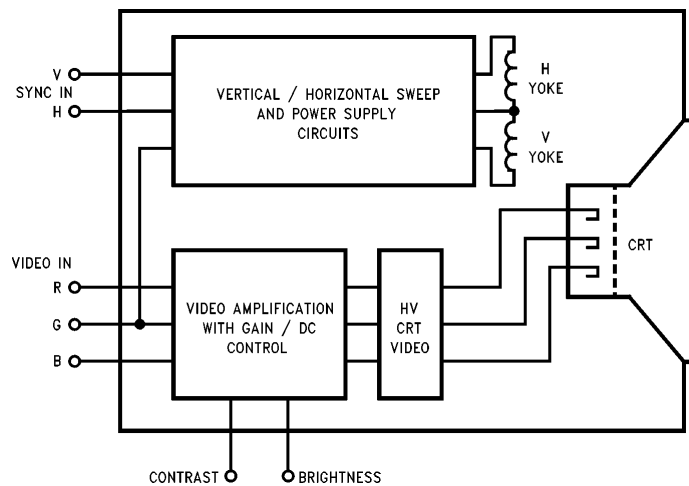 V
SYNC IN
H
VERTICAL / HORIZONTAL SWEEP
AND POWER SUPPLY
CIRCUITS
H
YOKE
V
YOKE
CRT
VIDEO IN
R
G
B
VIDEO AMPLIFICATION
WITH GAIN / DC
CONTROL
HV
CRT
VIDEO
CONTRAST
BRIGHTNESS